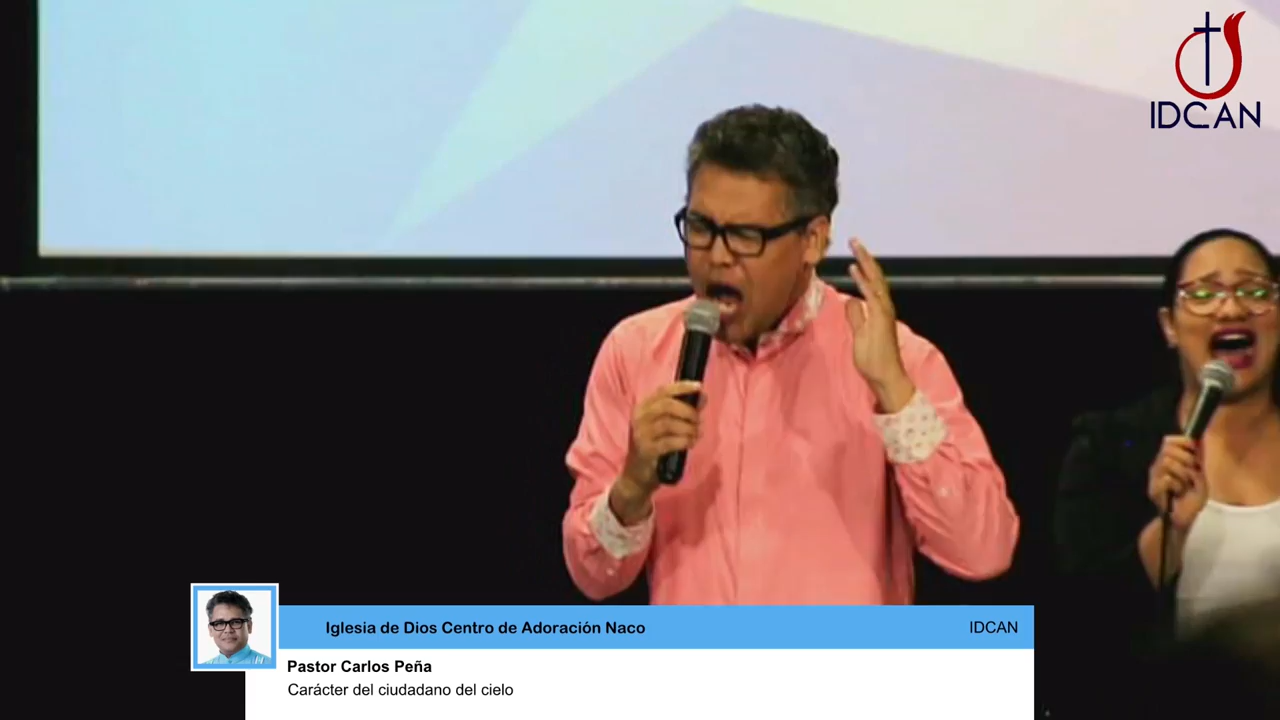 IDCAN
Iglesia de Dios Centro de Adoración Naco IDCAN
Pastor Carlos Peña
Carácter del ciudadano del cielo